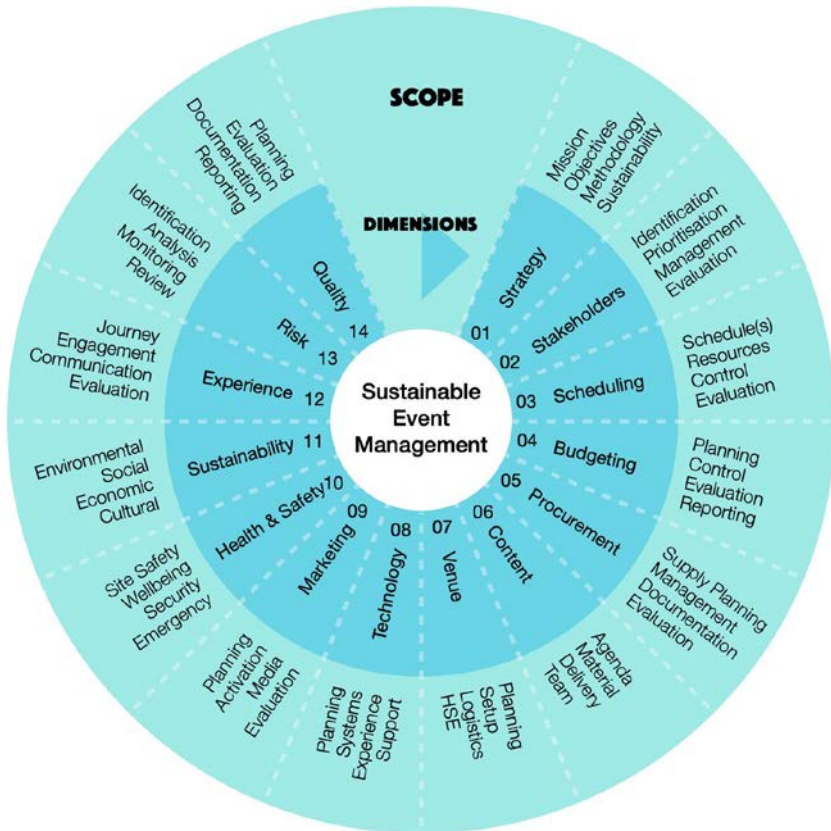 SCOPE
DIMENSIONS
Sustainable
Event
Management
01
Strategy
Mission
Objectives
Methodology
Sustainability
02
Stakeholders
Identification
Prioritisation
Management
Evaluation
03
Scheduling
Schedule(s)
Resources
Control
Evaluation
04
Budgeting
Planning
Control
Evaluation
Reporting
05
Procurement
Supply Planning
Management
Documentation
Evaluation
06
Content
Agenda
Material
Delivery
Team
07
Venue
Planning
Setup
Logistics
HSE
08
Technology
Planning
Systems
Experience
Support
09
Marketing
Planning
Activation
Media
Evaluation
10
Health & Safety
Site Safety
Wellbeing
Security
Emergency
11
Sustainability
Environmental
Social
Economic
Cultural
12
Experience
Journey
Engagement
Communication
Evaluation
13
Risk
Identification
Analysis
Monitoring
Review
14
Quality
Planning
Evaluation
Documentation
Reporting